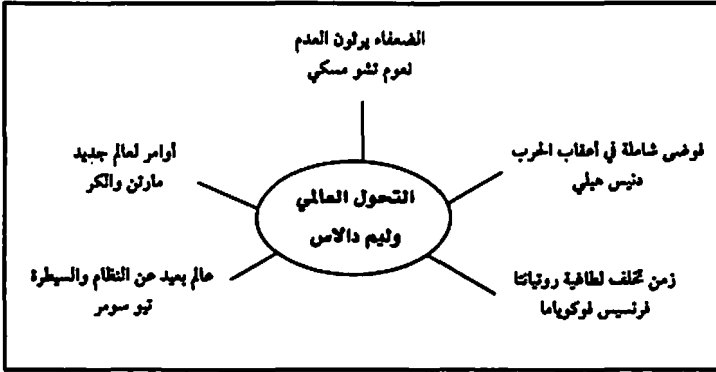 الضعفاء يرثون العدم
نعوم تشو مسكي
أوامر لعالم جديد
مارتن والكر
فوضى شاملة في أعقاب الحرب
دنيس هيلي
التحول العالمي
وليم دالاس
عالم بعيد عن النظام والسيطرة
تيو سومر
زمن تخلف لطاغية روتياتنا
فرنسيس فوكوياما